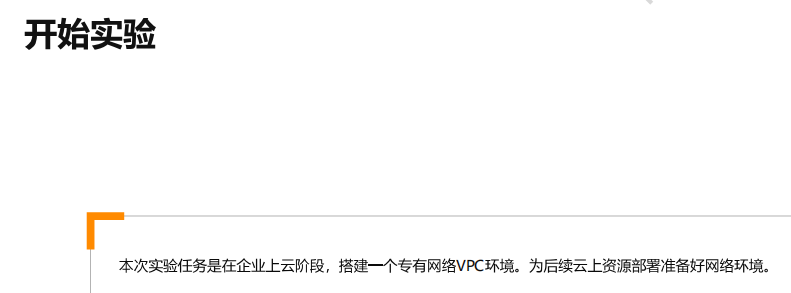 开始实验
本次实验任务是在企业上云阶段，搭建一个专有网络VPC环境。为后续云上资源部署准备好网络环境。